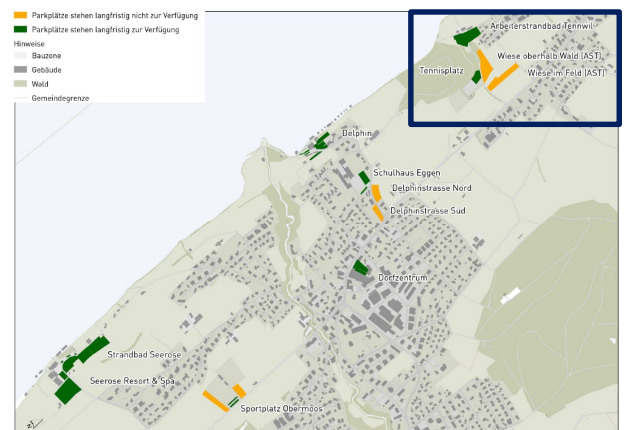 Parkplätze stehen langfristig nicht zur Verfügung
Parkplätze stehen langfristig zur Verfügung
Hinweise
Bauzone
Gebäude
Wald
Gemeindegrenze
Arbeiterstrandbad Tennwil
Wiese oberhalb Wald (AST)
Tennisplatz
Wiese im Feld (AST)
Delphin
Schulhaus Eggen
Delphinstrasse Nord
Delphinstrasse Süd
Dorfzentrum
Strandbad Seerose
Seerose Resort & Spa
Sportplatz Obermoos